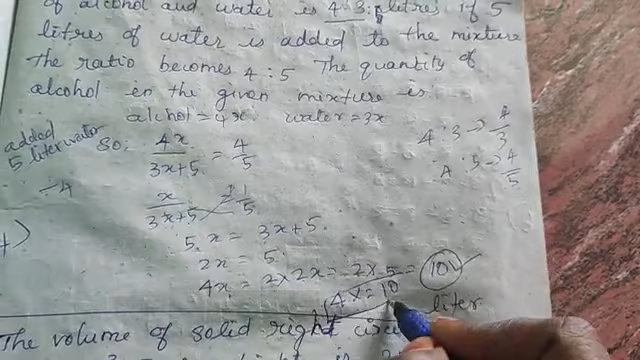 of alcohol and water is 4:3. litres if 5
litres of water is added to the mixture
the ratio becomes 4:5 The quantity of
alcohol in the given mixture is
alchol = 4x water = 3x
added
5 liter water
So, 4x / 3x+5 = 4/5
4:3 → 4/3
4:5 → 4/5
÷4
x / 3x+5 = 1/5
5x = 3x+5
2x = 5
4x = 2×2x = 2×5 = 10
4x = 10
liter
The volume of solid right